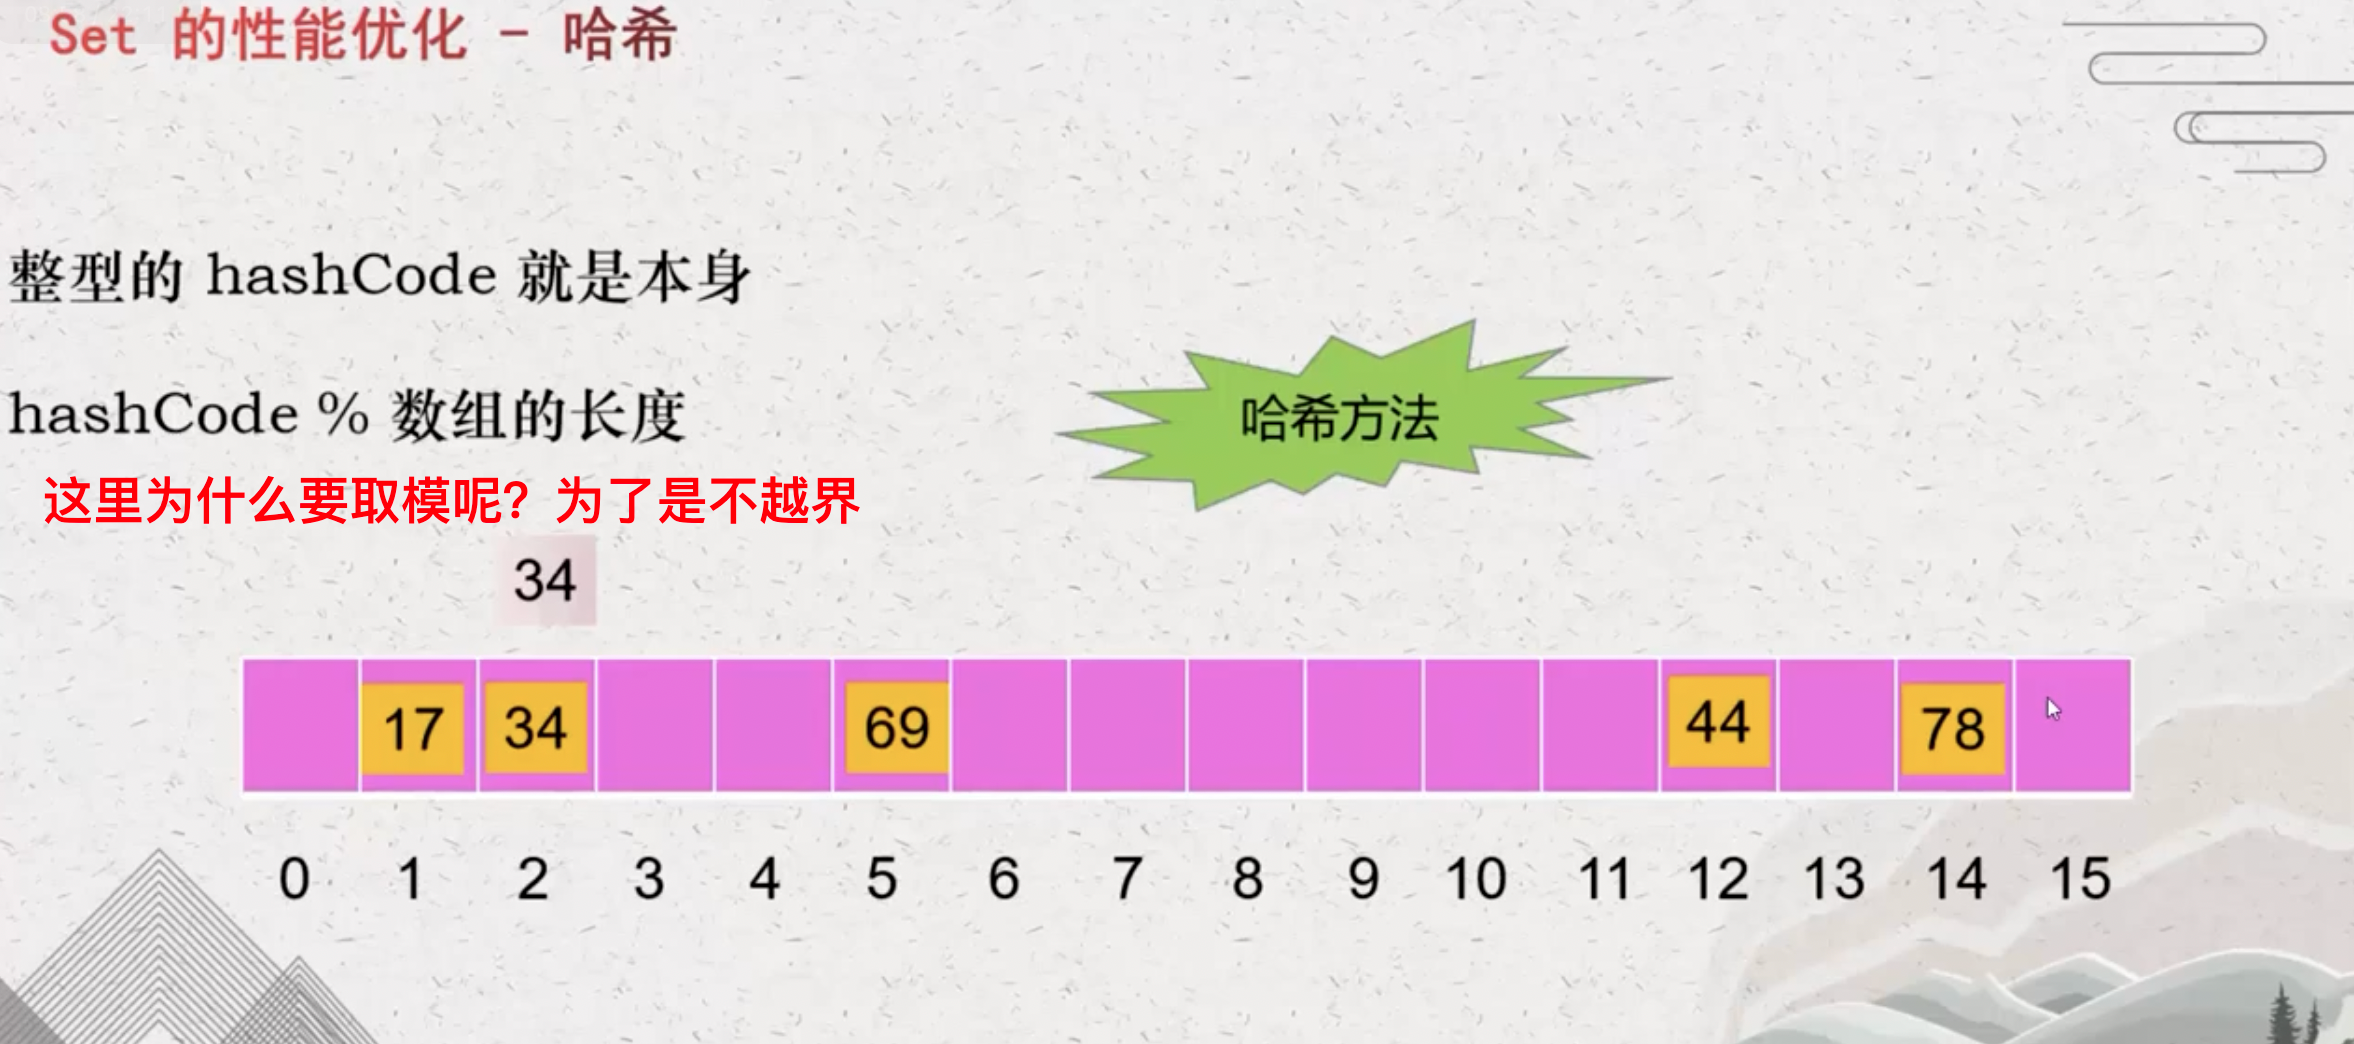 Set 的性能优化 - 哈希
整型的 hashCode 就是本身
hashCode % 数组的长度
哈希方法
这里为什么要取模呢？为了是不越界
34
17 34 69 44 78
0 1 2 3 4 5 6 7 8 9 10 11 12 13 14 15